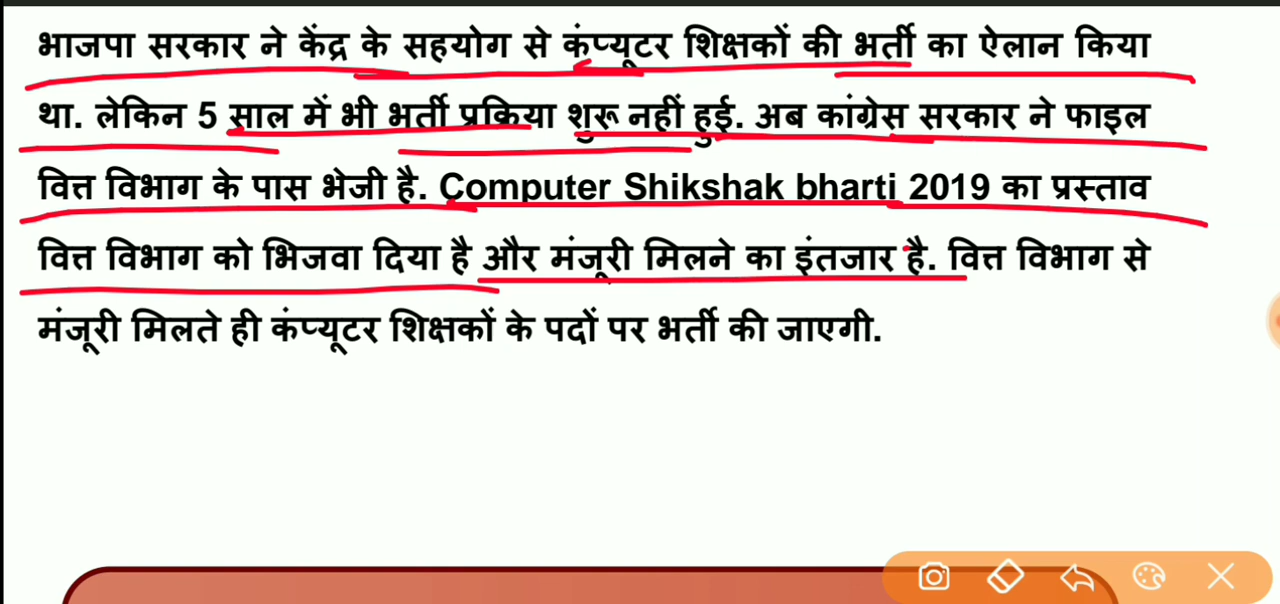 भाजपा सरकार ने केंद्र के सहयोग से कंप्यूटर शिक्षकों की भर्ती का ऐलान किया
था. लेकिन 5 साल में भी भर्ती प्रकिया शुरू नहीं हुई. अब कांग्रेस सरकार ने फाइल
वित्त विभाग के पास भेजी है. Computer Shikshak bharti 2019 का प्रस्ताव
वित्त विभाग को भिजवा दिया है और मंजूरी मिलने का इंतजार है. वित्त विभाग से
मंजूरी मिलते ही कंप्यूटर शिक्षकों के पदों पर भर्ती की जाएगी.